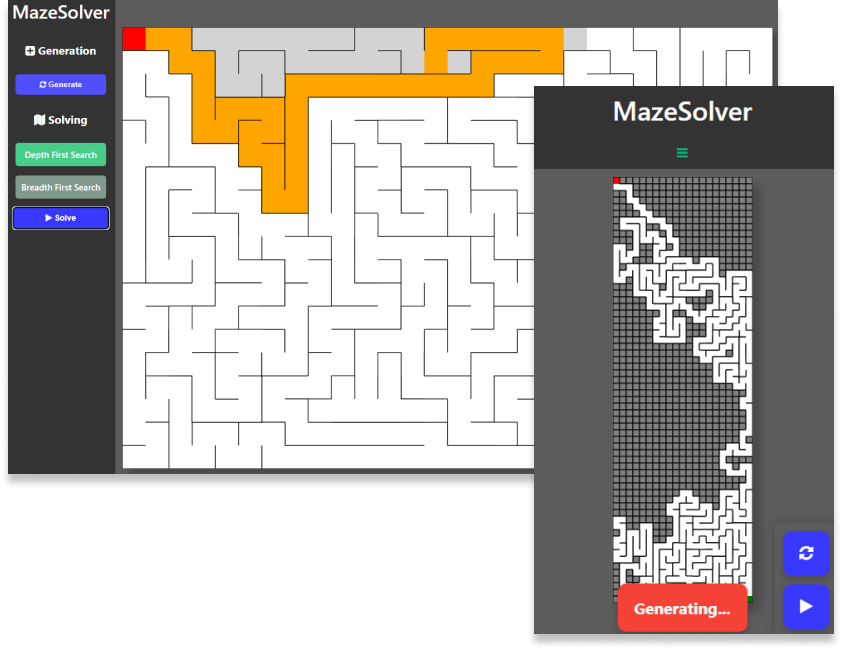 MazeSolver
Generation
Generate
Solving
Depth First Search
Breadth First Search
Solve
MazeSolver
Generating...